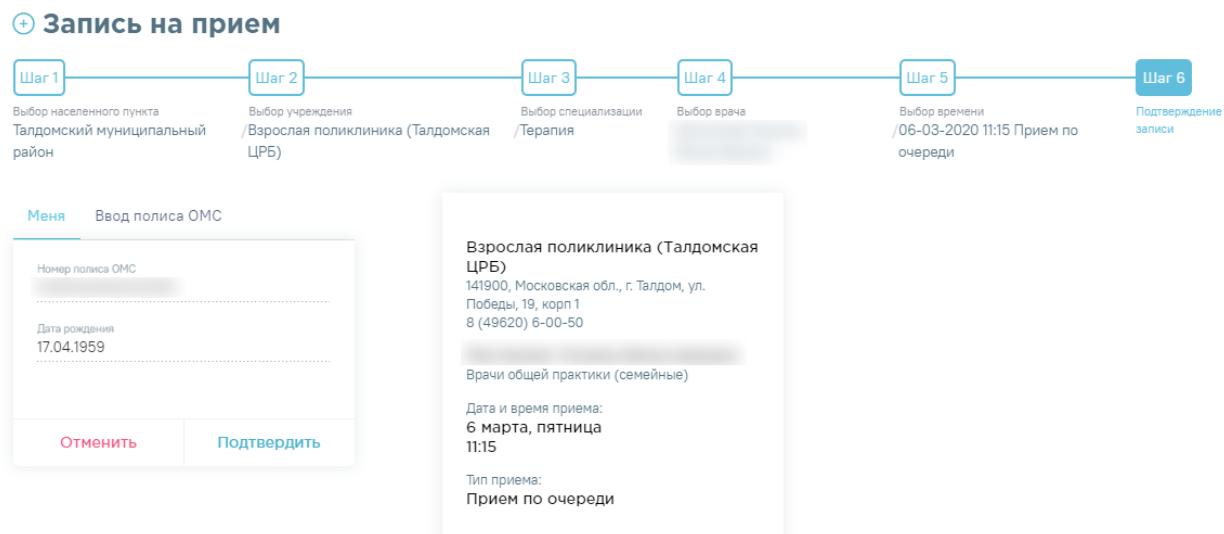 Запись на прием
Шаг 1
Шаг 2
Шаг 3
Шаг 4
Шаг 5
Шаг 6
Выбор населенного пункта
Талдомский муниципальный
район
Выбор учреждения
/Взрослая поликлиника (Талдомская
ЦРБ)
Выбор специализации
/Терапия
Выбор врача
Выбор времени
/06-03-2020 11:15 Прием по
очереди
Подтверждение
записи
Меня
Ввод полиса ОМС
Номер полиса ОМС
Дата рождения
17.04.1959
Отменить
Подтвердить
Взрослая поликлиника (Талдомская
ЦРБ)
141900, Московская обл., г. Талдом, ул.
Победы, 19, корп 1
8 (49620) 6-00-50
Врачи общей практики (семейные)
Дата и время приема:
6 марта, пятница
11:15
Тип приема:
Прием по очереди